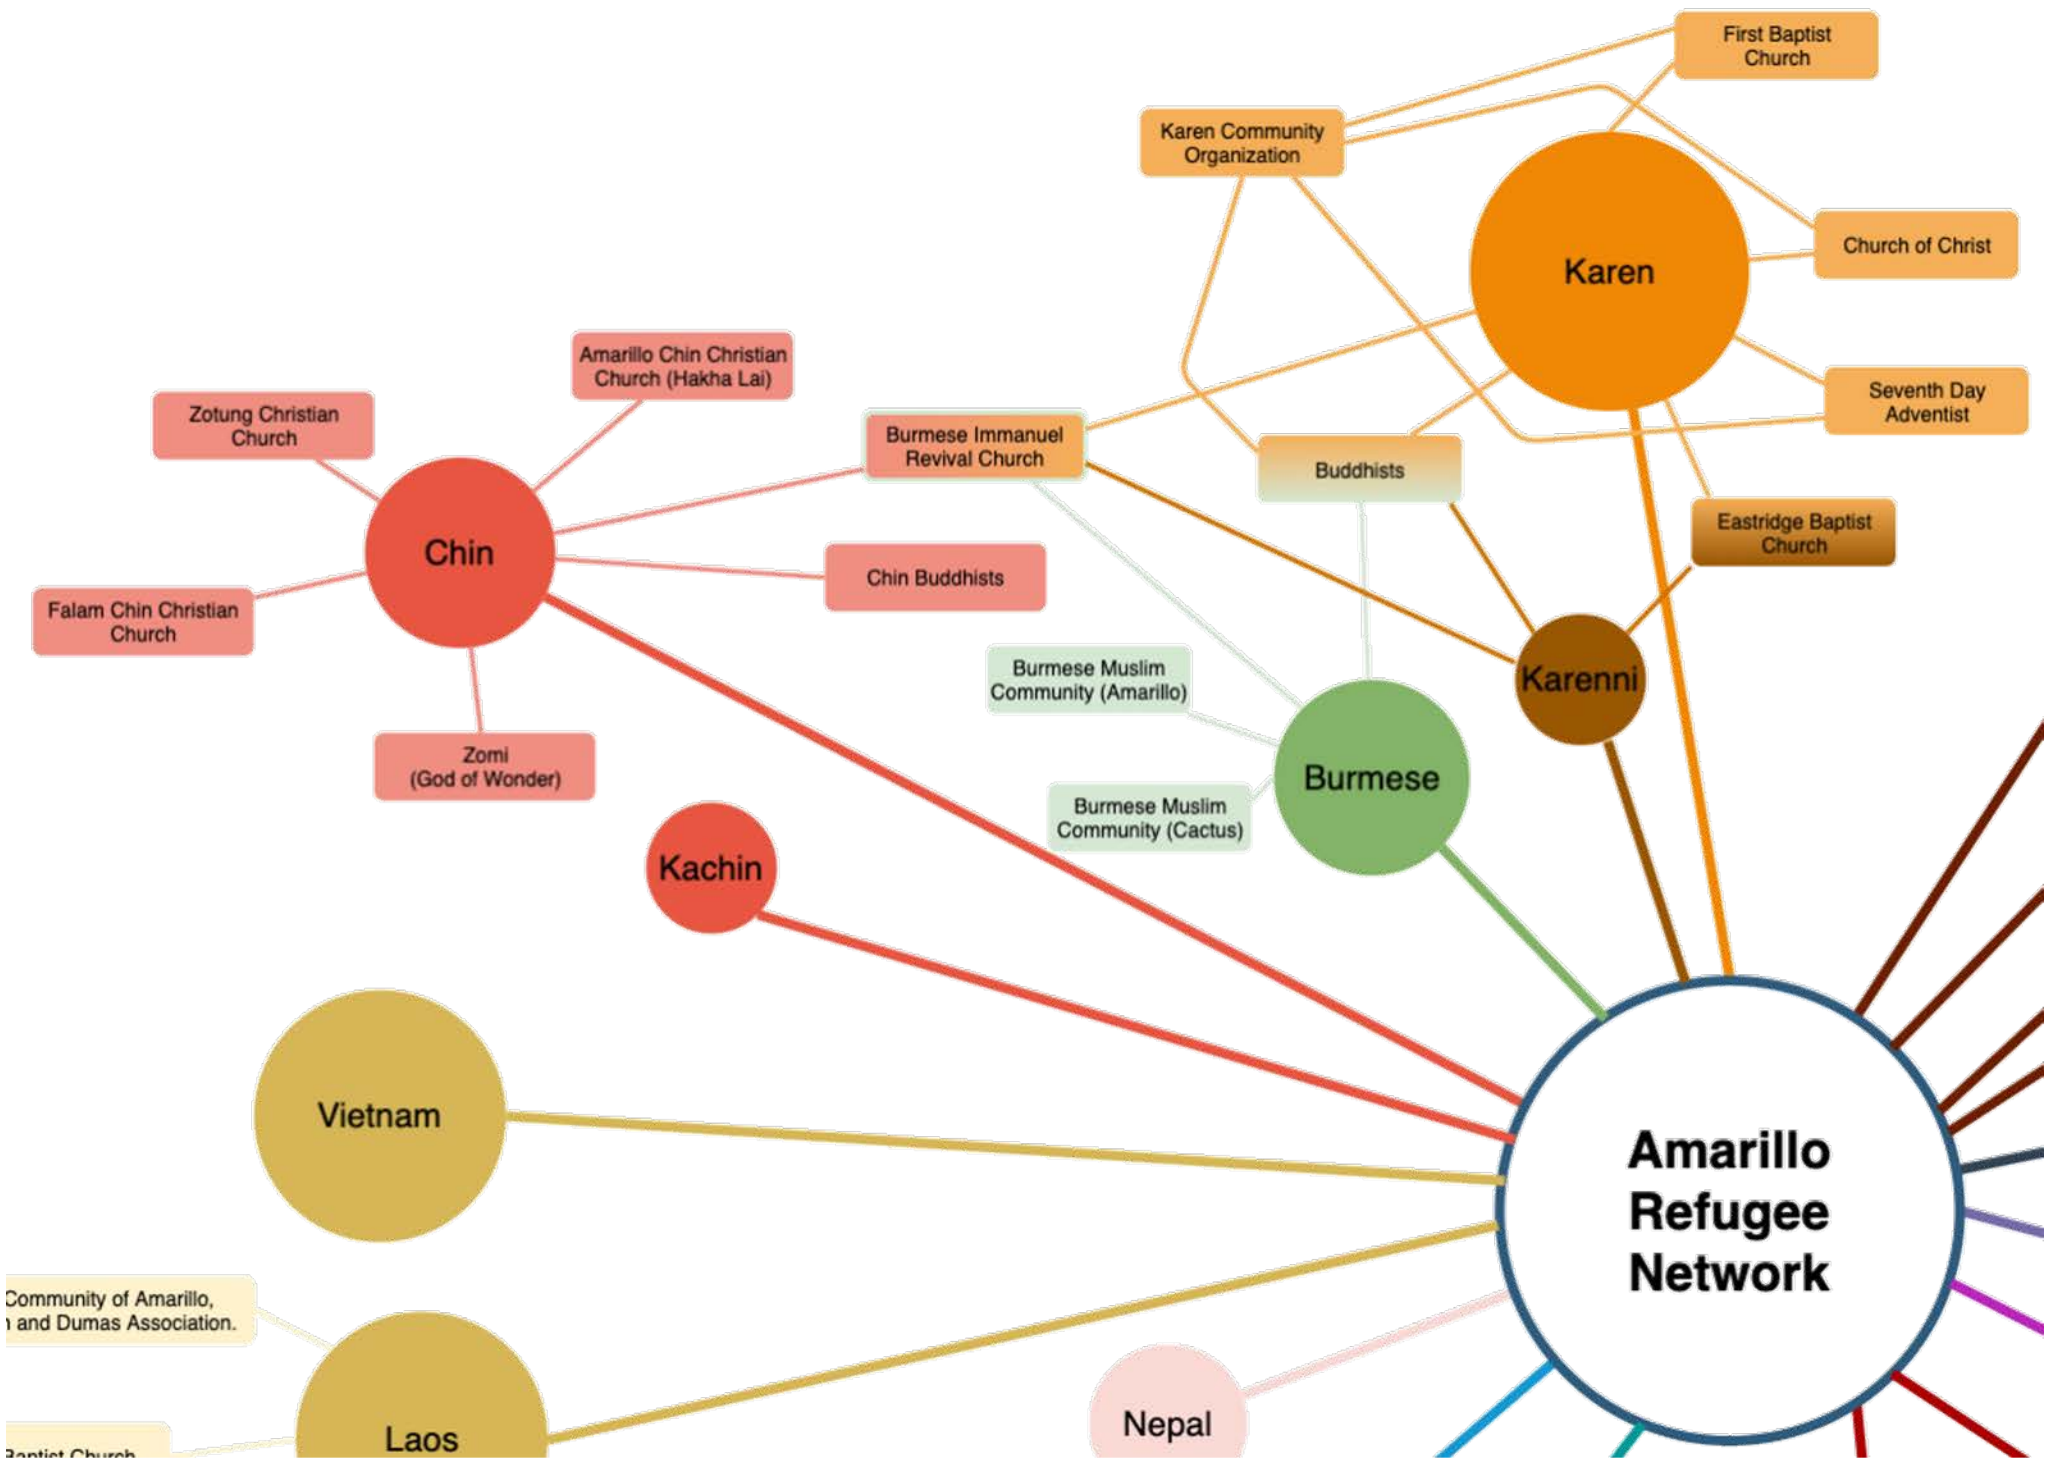 First Baptist
Church
Karen Community
Organization
Church of Christ
Karen
Amarillo Chin Christian
Church (Hakha Lai)
Zotung Christian
Church
Seventh Day
Adventist
Burmese Immanuel
Revival Church
Buddhists
Eastridge Baptist
Church
Chin
Chin Buddhists
Falam Chin Christian
Church
Burmese Muslim
Community (Amarillo)
Karenni
Zomi
(God of Wonder)
Burmese
Burmese Muslim
Community (Cactus)
Kachin
Vietnam
Amarillo
Refugee
Network
Community of Amarillo,
and Dumas Association.
Nepal
Laos
Church